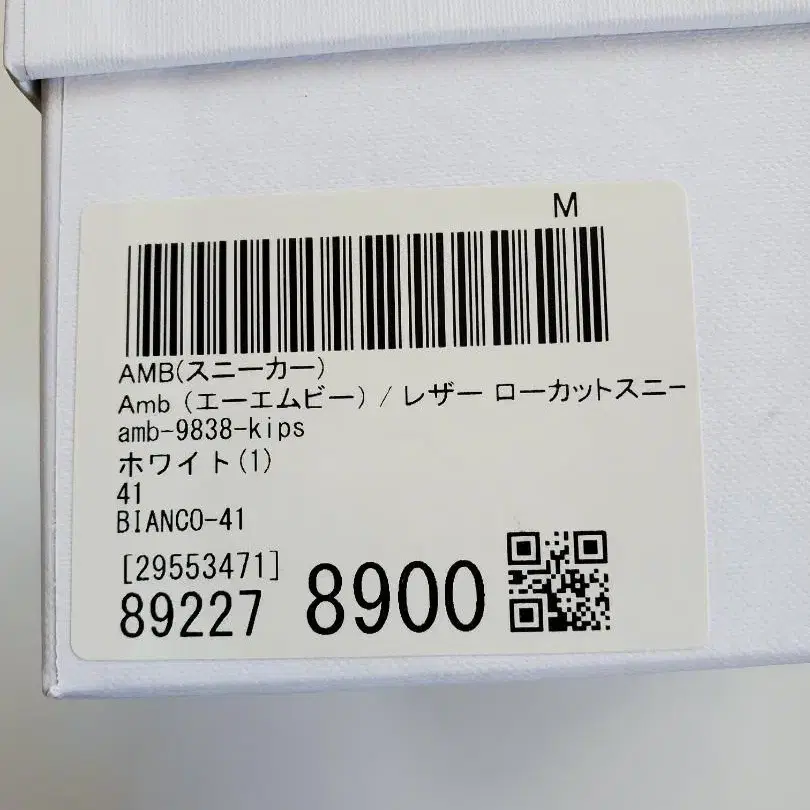 M
AMB(スニーカー)
Amb (エーエムビー) / レザー ローカットスニー
amb-9838-kips
ホワイト(1)
41
BIANCO-41
[29553471]
89227 8900